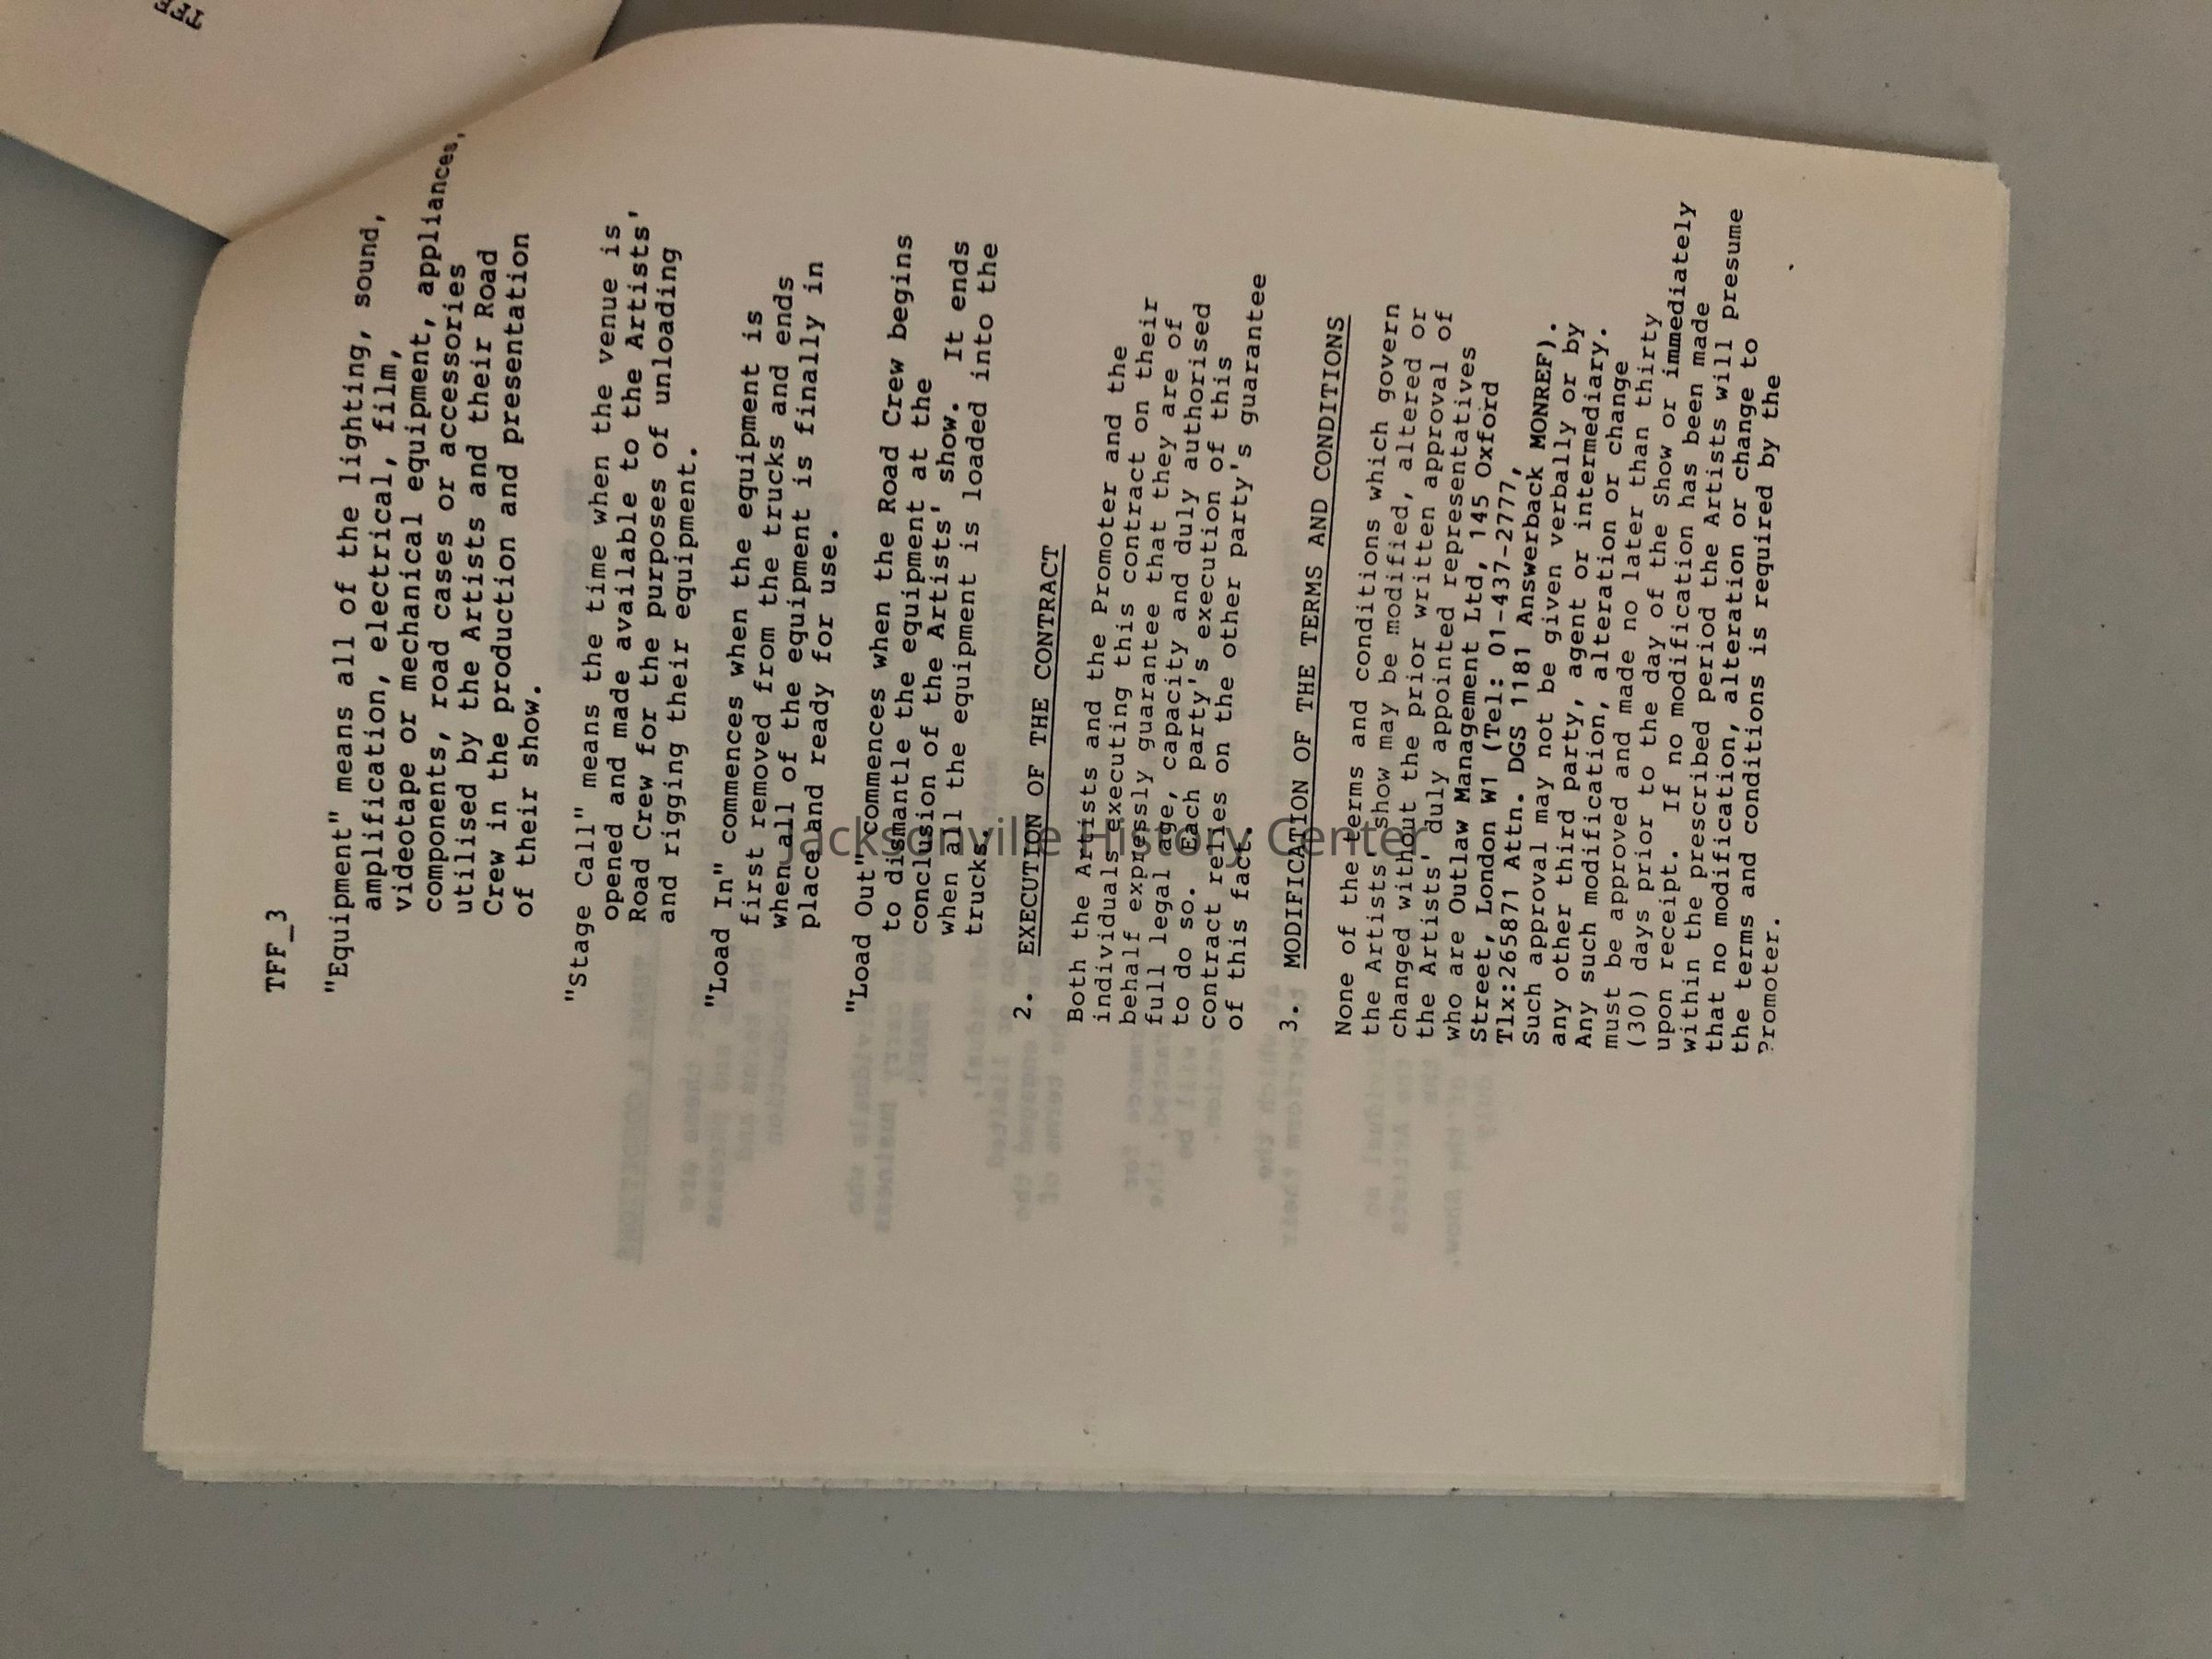 TFF_3
"Equipment" means all of the lighting, sound,
amplification, electrical, film,
videotape or mechanical equipment, appliances,
components, road cases or accessories
utilised by the Artists and their Road
Crew in the production and presentation
of their show.
"Stage Call" means the time when the venue is
opened and made available to the Artists'
Road Crew for the purposes of unloading
and rigging their equipment.
"Load In" commences when the equipment is
first removed from the trucks and ends
when all of the equipment is finally in
place and ready for use.
"Load Out" commences when the Road Crew begins
to dismantle the equipment at the
conclusion of the Artists' show. It ends
when all the equipment is loaded into the
trucks.
2. EXECUTION OF THE CONTRACT
Both the Artists and the Promoter and the
individuals executing this contract on their
behalf expressly guarantee that they are of
full legal age, capacity and duly authorised
to do so. Each party's execution of this
contract relies on the other party's guarantee
of this fact.
3. MODIFICATION OF THE TERMS AND CONDITIONS
None of the terms and conditions which govern
the Artists' show may be modified, altered or
changed without the prior written approval of
the Artists' duly appointed representatives
who are Outlaw Management Ltd, 145 Oxford
Street, London W1 (Tel: 01-437-2777,
Tlx:265871 Attn. DGS 1181 Answerback MONREF).
Such approval may not be given verbally or by
any other third party, agent or intermediary.
Any such modification, alteration or change
must be approved and made no later than thirty
(30) days prior to the day of the Show or immediately
upon receipt. If no modification has been made
within the prescribed period the Artists will presume
that no modification, alteration or change to
the terms and conditions is required by the
Promoter.
Jacksonville History Center
TFF